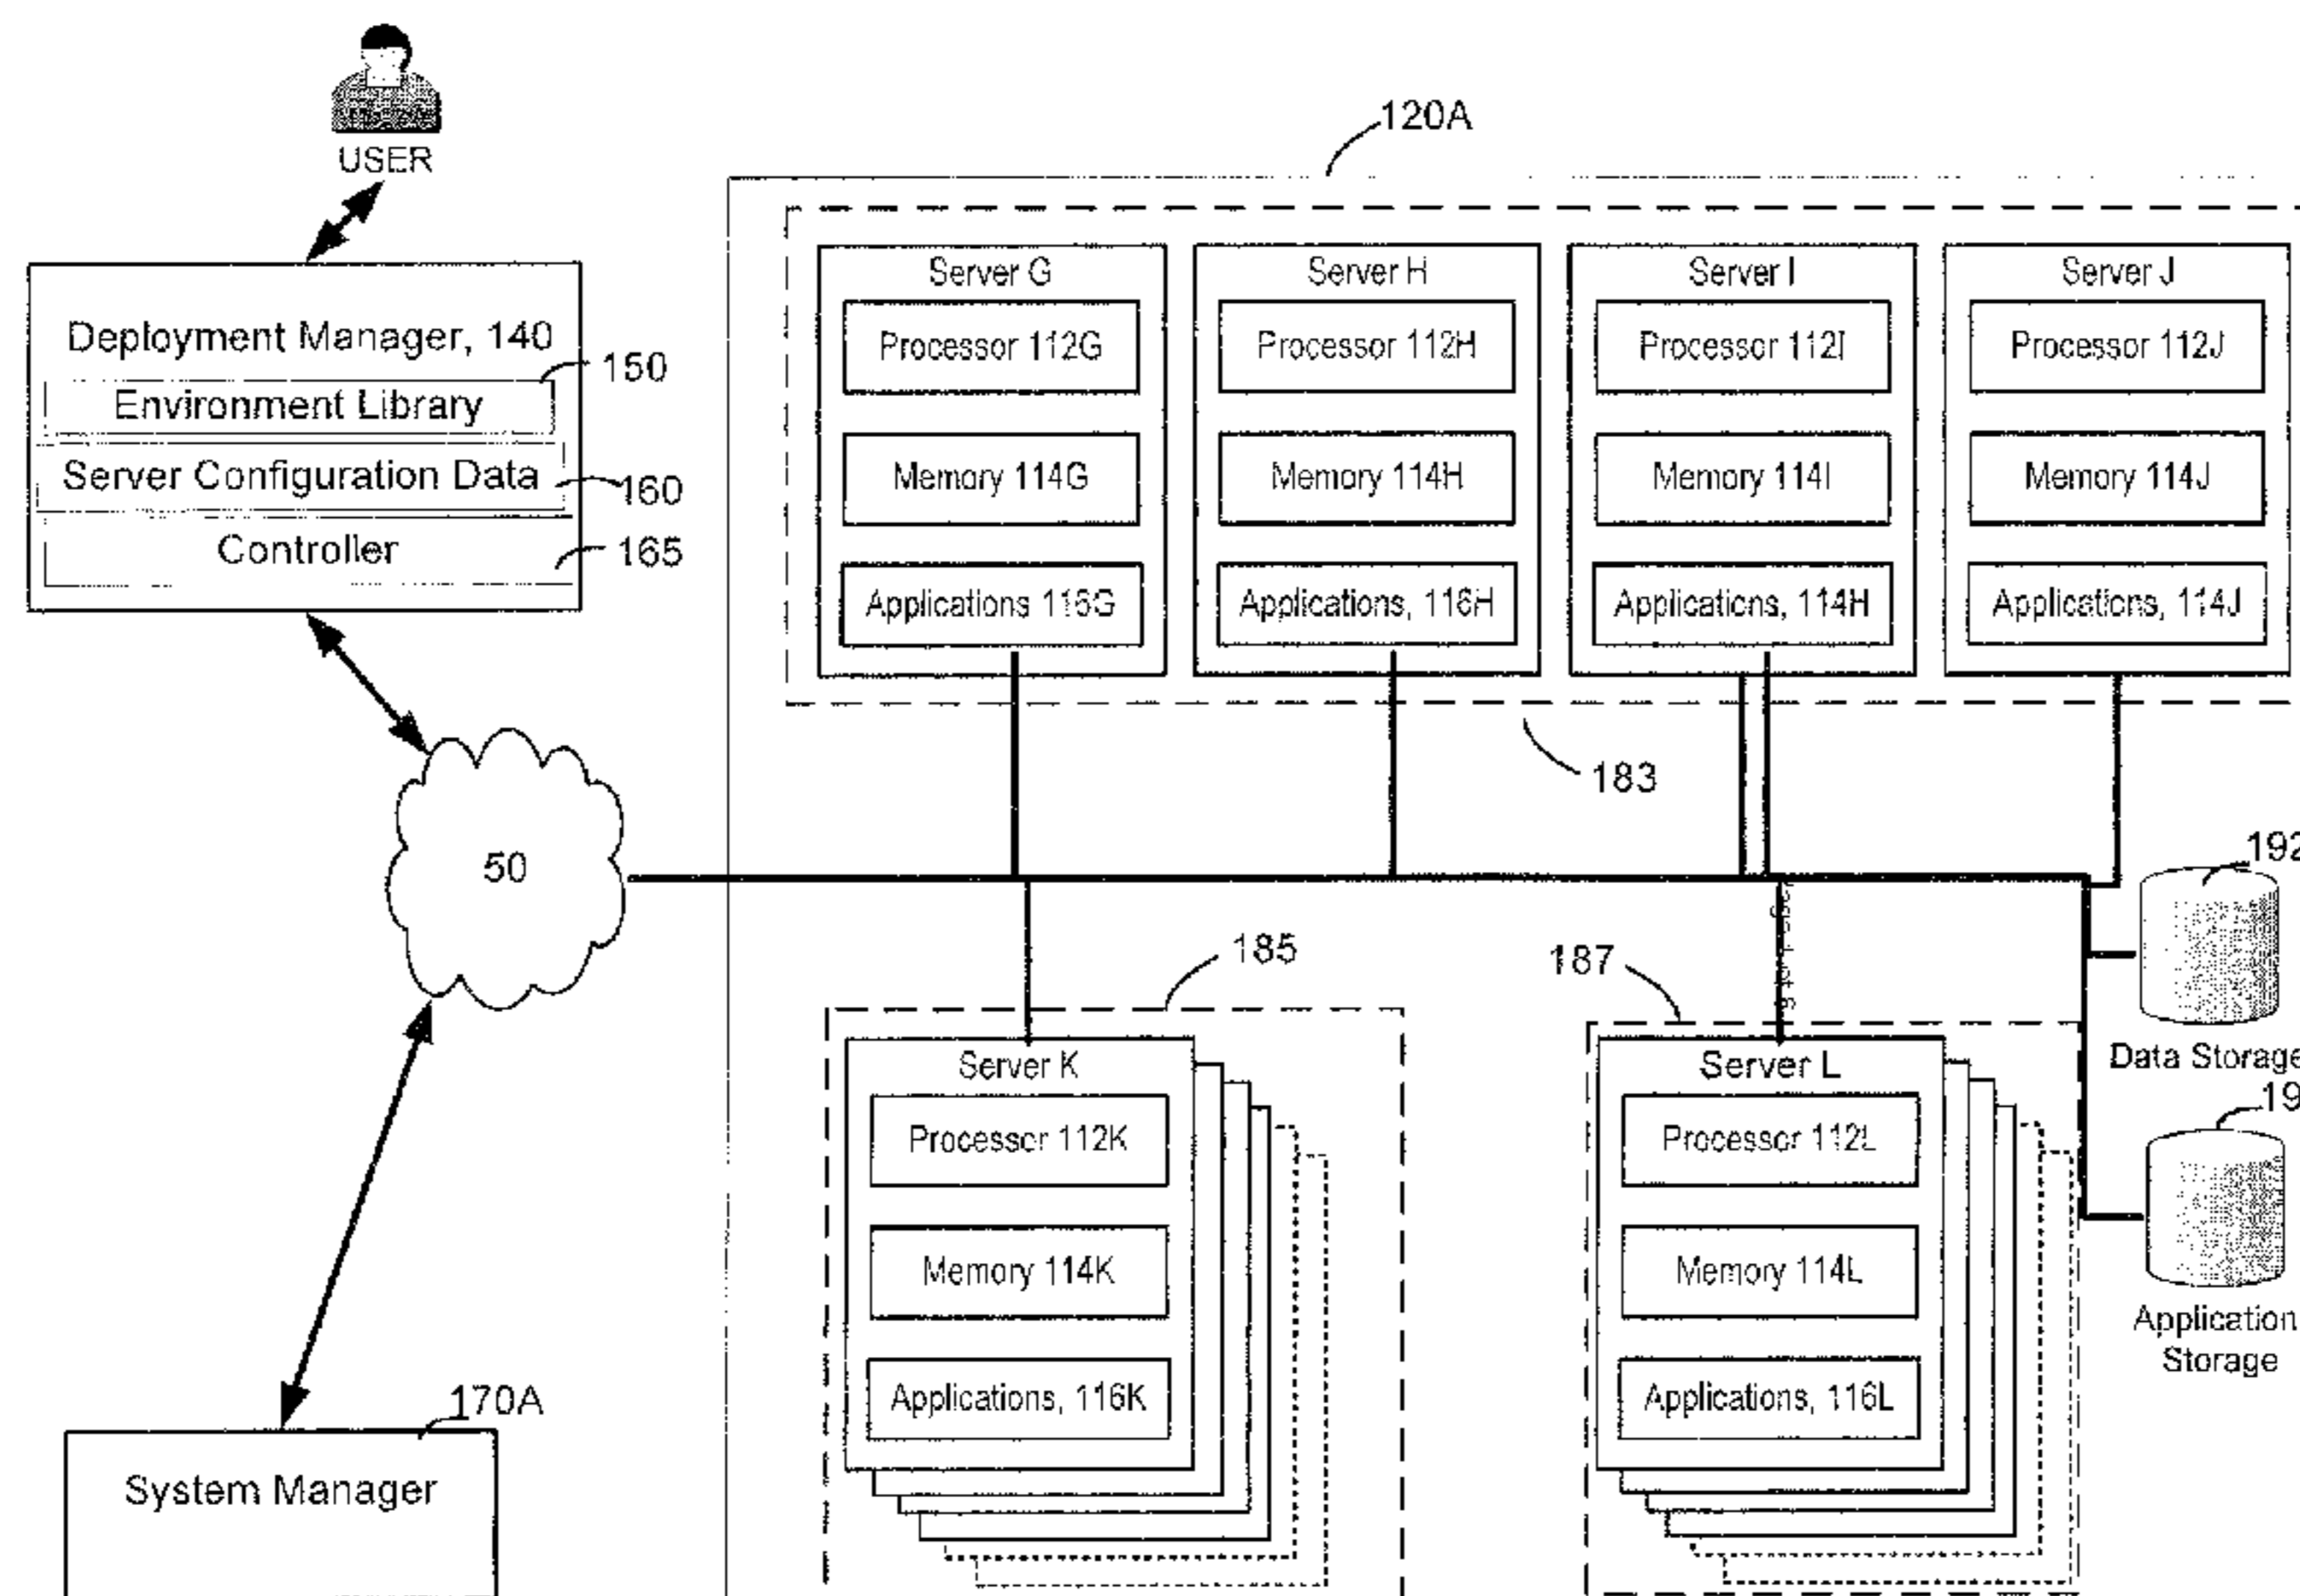 USER
120A
Deployment Manager, 140
150
Environment Library
Server Configuration Data
160
Controller
165
Server G
Processor 112G
Memory 114G
Applications 116G
Server H
Processor 112H
Memory 114H
Applications, 116H
Server I
Processor 112I
Memory 114I
Applications, 114H
Server J
Processor 112J
Memory 114J
Applications, 114J
183
50
192
Data Storage
19
Application
Storage
185
Server K
Processor 112K
Memory 114K
Applications, 116K
187
Server L
Processor 112L
Memory 114L
Applications, 116L
170A
System Manager